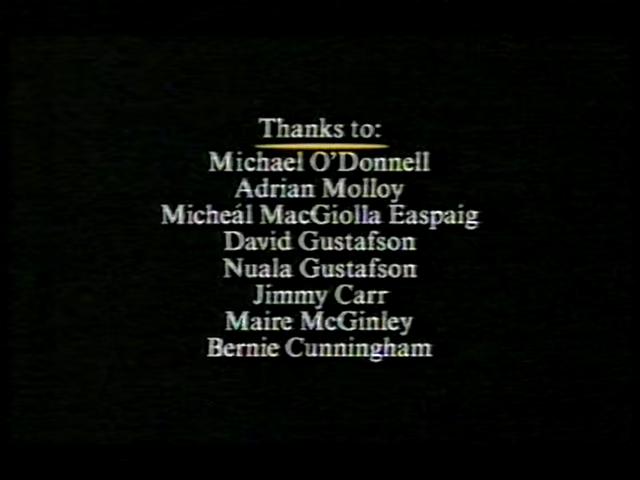 Thanks to:
Michael O'Donnell
Adrian Molloy
Micheál MacGiolla Easpaig
David Gustafson
Nuala Gustafson
Jimmy Carr
Maire McGinley
Bernie Cunningham